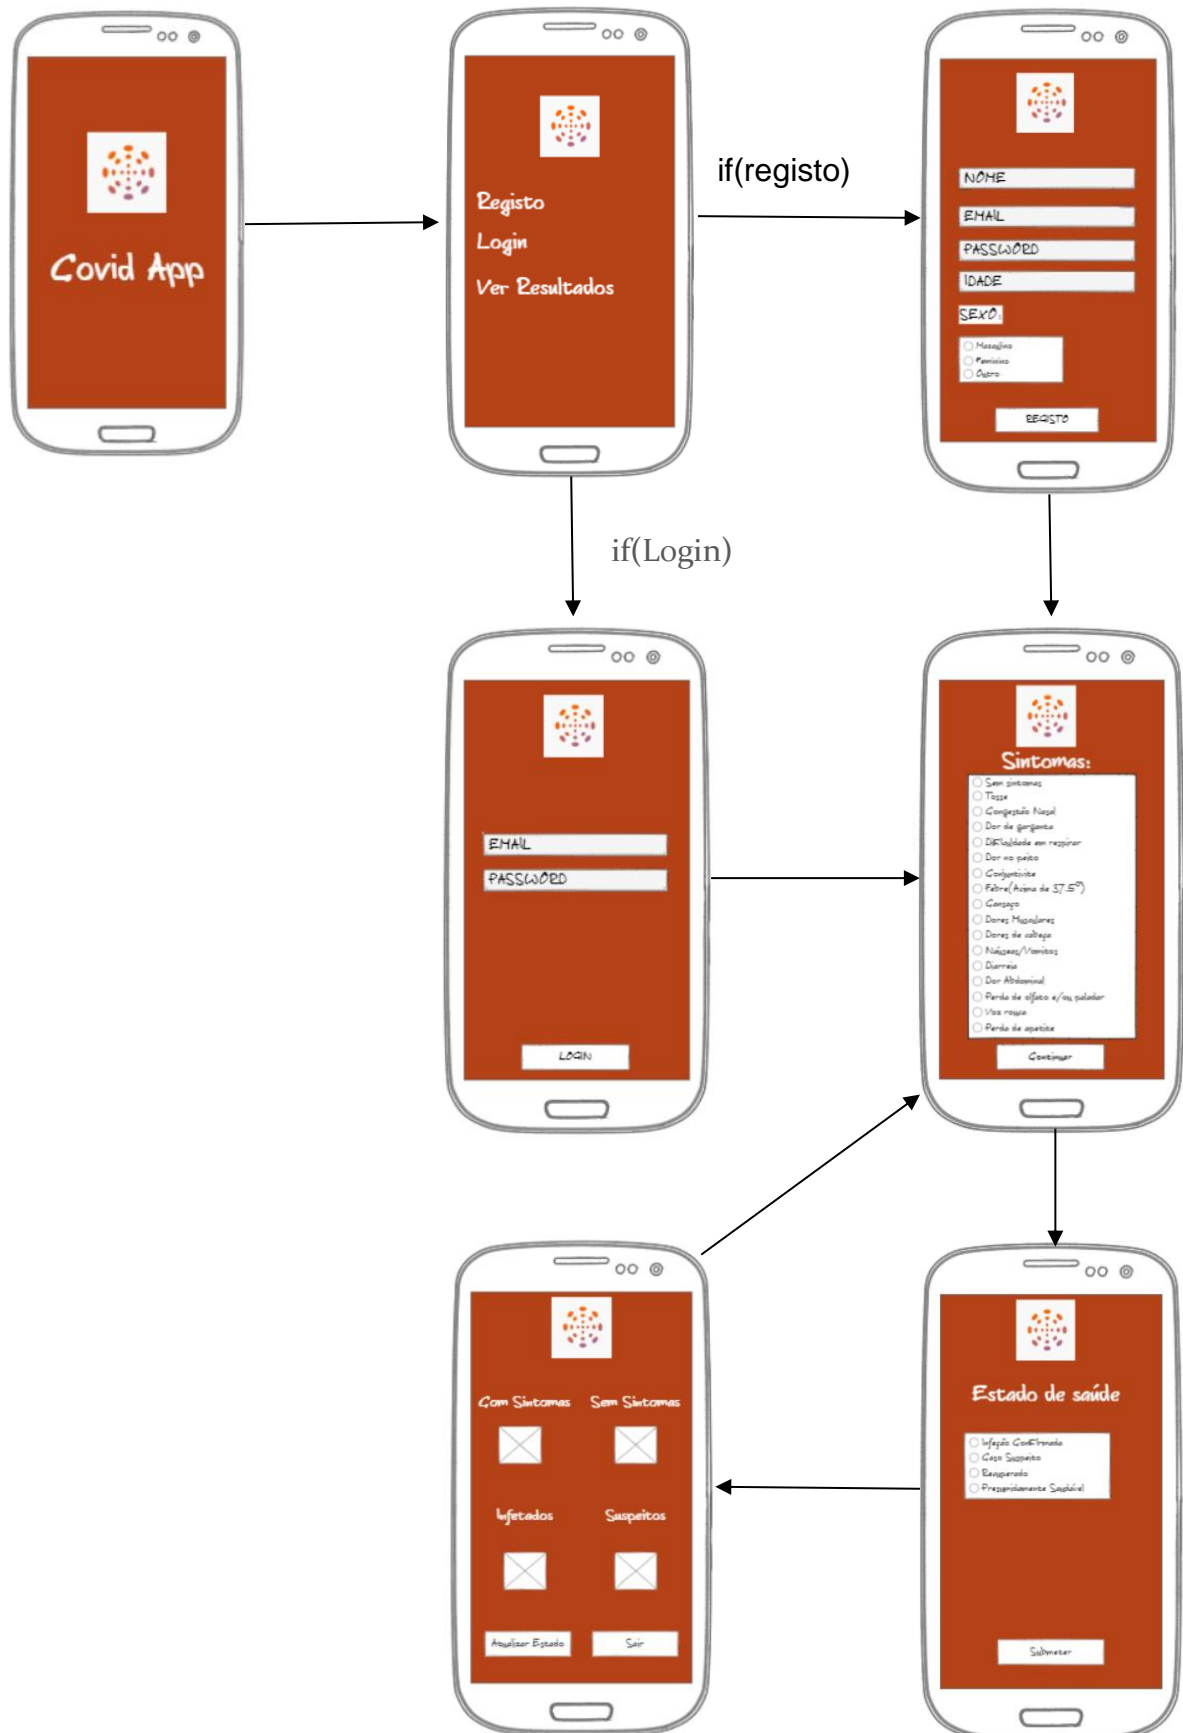 Covid App
Registo
Login
Ver Resultados
if(registo)
NOME
EMAIL
PASSWORD
IDADE
SEXO:
Masculino
Feminino
Outro
REGISTO
if(Login)
EMAIL
PASSWORD
LOGIN
Sintomas:
Sem sintomas
Tosse
Congestão Nasal
Dor de garganta
Dificuldade em respirar
Dor no peito
Conjuntivite
Febre(Acima de 37.5º)
Cansaço
Dores Musculares
Dores de cabeça
Náuseas/Vomitos
Diarreia
Dor Abdominal
Perda de olfato e/ou paladar
Voz rouca
Perda de apetite
Continuar
Com Sintomas
Sem Sintomas
Infetados
Suspeitos
Atualizar Estado
Sair
Estado de saúde
Infeção Confirmada
Caso Suspeito
Recuperado
Presumidamente Saudável
Submeter